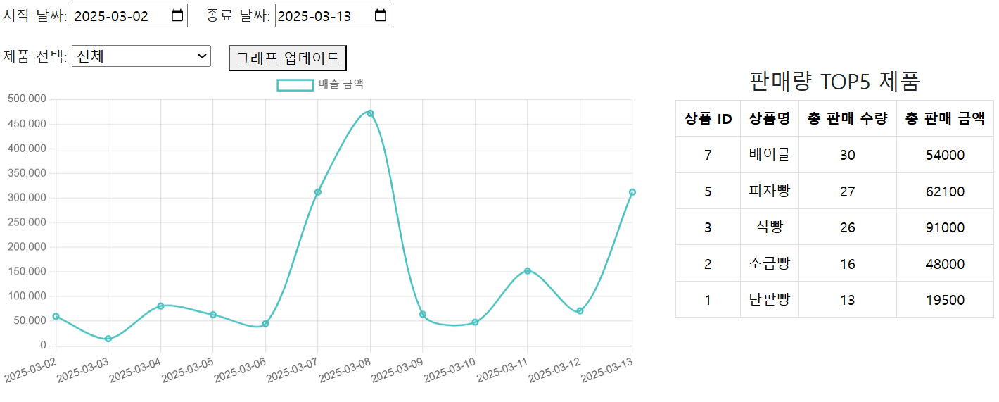 시작 날짜: 2025-03-02 종료 날짜: 2025-03-13
제품 선택: 전체 그래프 업데이트
매출 금액
500,000
450,000
400,000
350,000
300,000
250,000
200,000
150,000
100,000
50,000
0
2025-03-02 2025-03-03 2025-03-04 2025-03-05 2025-03-06 2025-03-07 2025-03-08 2025-03-09 2025-03-10 2025-03-11 2025-03-12 2025-03-13
판매량 TOP5 제품
상품 ID 상품명 총 판매 수량 총 판매 금액
7 베이글 30 54000
5 피자빵 27 62100
3 식빵 26 91000
2 소금빵 16 48000
1 단팥빵 13 19500